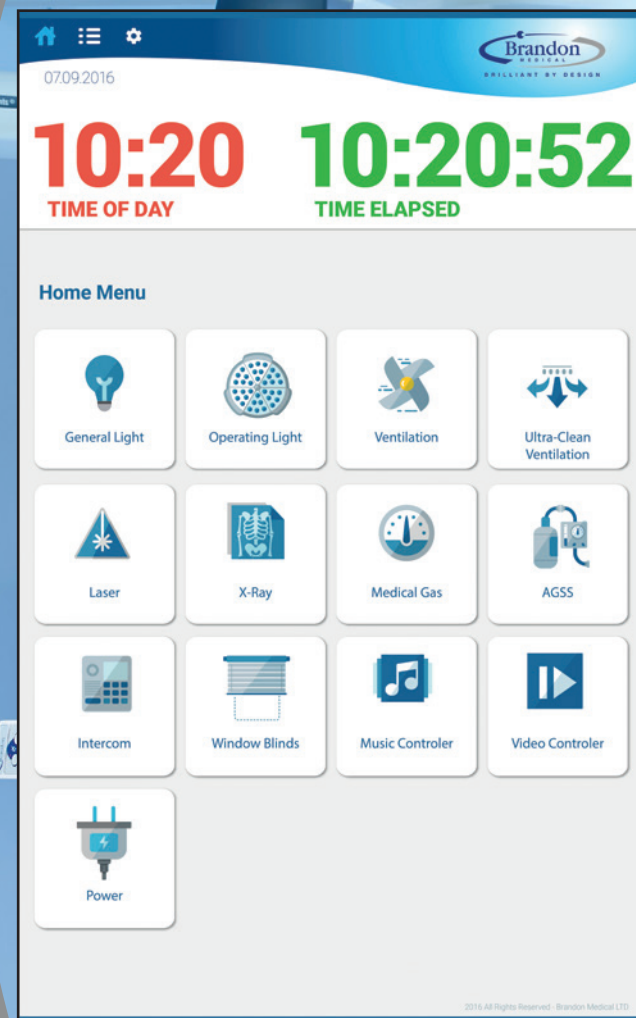 Brandon
MEDICAL
BRILLIANT BY DESIGN
07.09.2016
10:20 10:20:52
TIME OF DAY TIME ELAPSED
Home Menu
General Light
Operating Light
Ventilation
Ultra-Clean
Ventilation
Laser
X-Ray
Medical Gas
AGSS
Intercom
Window Blinds
Music Controler
Video Controler
Power
2016 All Rights Reserved - Brandon Medical LTD